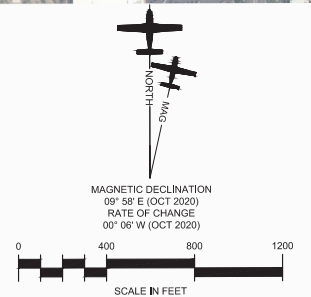 NORTH
MAG
MAGNETIC DECLINATION
09° 58' E (OCT 2020)
RATE OF CHANGE
00° 06' W (OCT 2020)
0 400 800 1200
SCALE IN FEET